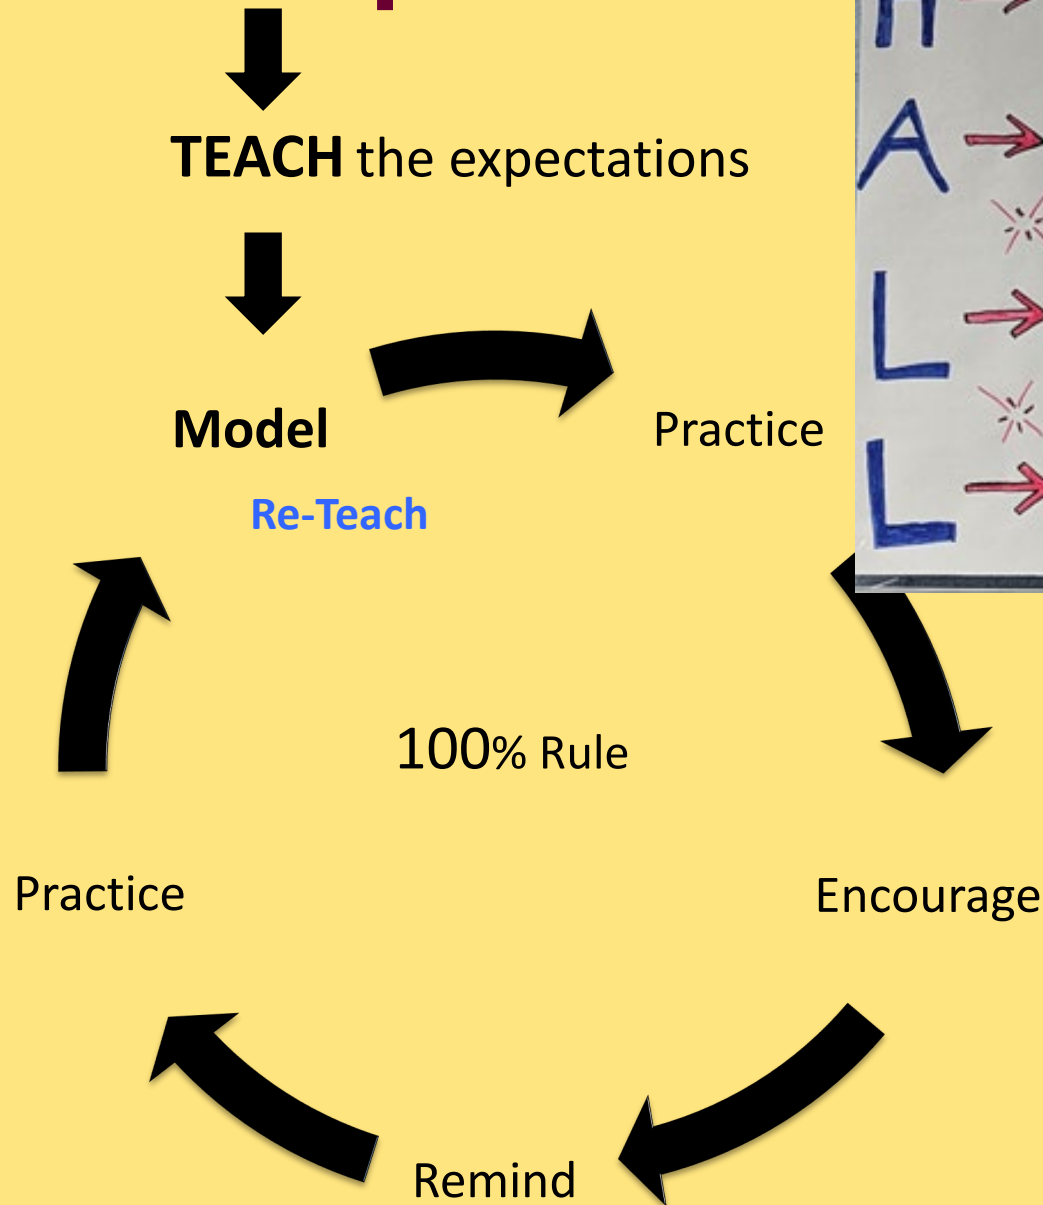 TEACH the expectations
Model
Practice
Re-Teach
100% Rule
Practice
Encourage
Remind
H
A
L
L